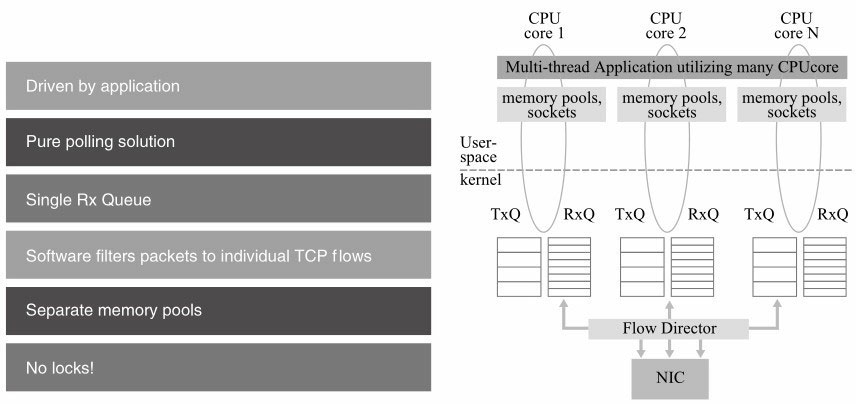 Driven by application
Pure polling solution
Single Rx Queue
Software filters packets to individual TCP flows
Separate memory pools
No locks!
CPU
core 1
CPU
core 2
CPU
core N
Multi-thread Application utilizing many CPUcore
memory pools,
sockets
memory pools,
sockets
memory pools,
sockets
User-
space
kernel
TxQ
RxQ
TxQ
RxQ
TxQ
RxQ
Flow Director
NIC